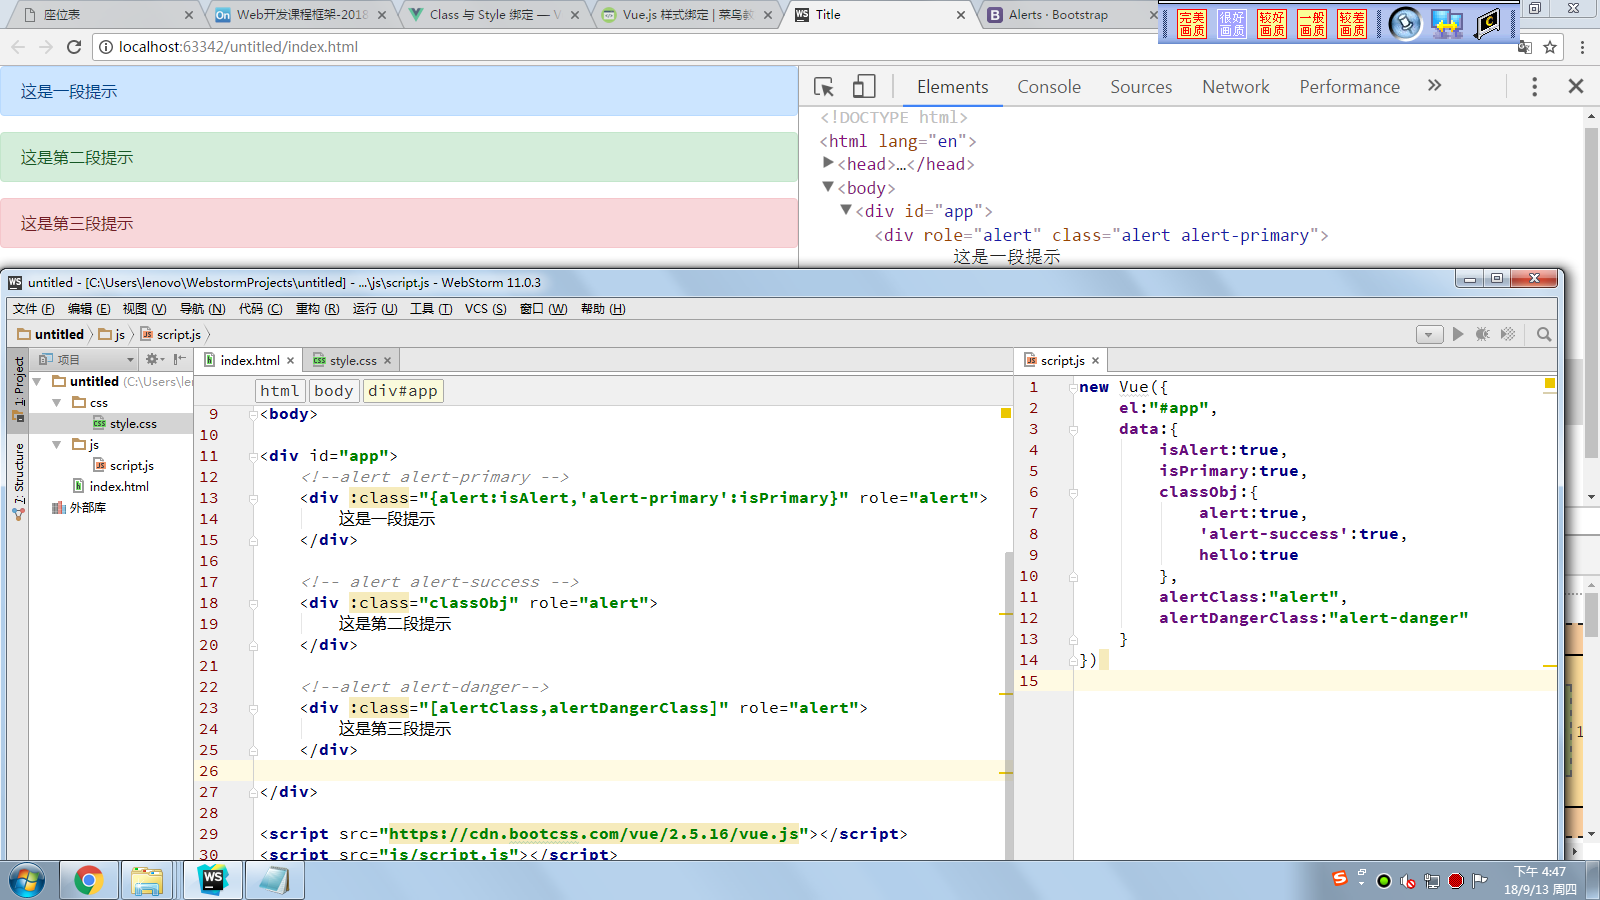 座位表
Web开发课程框架-2018
Class 与 Style 绑定 — V
Vue.js 样式绑定 | 菜鸟教
Title
Alerts · Bootstrap
完美画质
很好画质
较好画质
一般画质
较差画质
localhost:63342/untitled/index.html
这是一段提示
这是第二段提示
这是第三段提示
Elements Console Sources Network Performance »
<!DOCTYPE html>
<html lang="en">
<head>…</head>
<body>
<div id="app">
<div role="alert" class="alert alert-primary">
这是一段提示
untitled - [C:\Users\lenovo\WebstormProjects\untitled] - ...\js\script.js - WebStorm 11.0.3
文件 (F) 编辑 (E) 视图 (V) 导航 (N) 代码 (C) 重构 (R) 运行 (U) 工具 (T) VCS (S) 窗口 (W) 帮助 (H)
untitled js script.js
1: Project
7: Structure
项目
untitled (C:\Users\ler
css
style.css
js
script.js
index.html
外部库
index.html style.css
html body div#app
9 <body>
10
11 <div id="app">
12 <!--alert alert-primary -->
13 <div :class="{alert:isAlert,'alert-primary':isPrimary}" role="alert">
14 这是一段提示
15 </div>
16
17 <!-- alert alert-success -->
18 <div :class="classObj" role="alert">
19 这是第二段提示
20 </div>
21
22 <!--alert alert-danger-->
23 <div :class="[alertClass,alertDangerClass]" role="alert">
24 这是第三段提示
25 </div>
26
27 </div>
28
29 <script src="https://cdn.bootcss.com/vue/2.5.16/vue.js"></script>
30 <script src="js/script.js"></script>
script.js
1 new Vue({
2 el:"#app",
3 data:{
4 isAlert:true,
5 isPrimary:true,
6 classObj:{
7 alert:true,
8 'alert-success':true,
9 hello:true
10 },
11 alertClass:"alert",
12 alertDangerClass:"alert-danger"
13 }
14 })
15
1
下午 4:47
18/9/13 周四